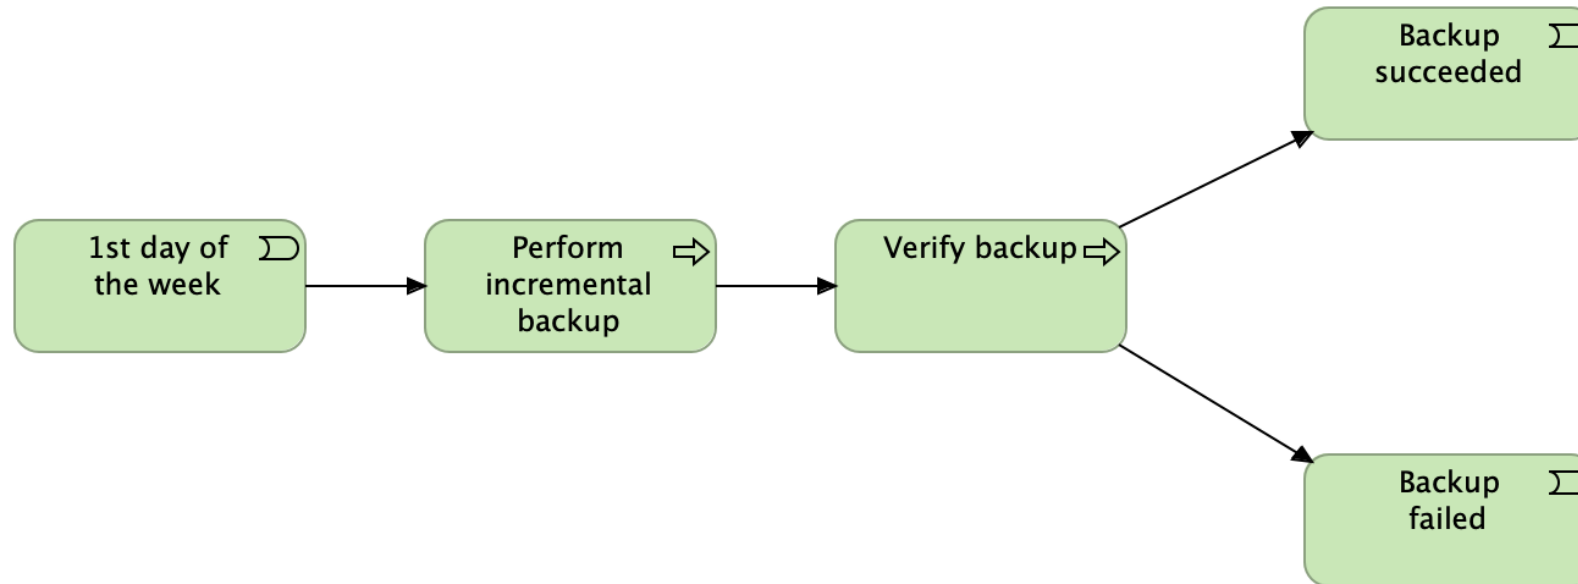 Backup
succeeded
1st day of
the week
Perform
incremental
backup
Verify backup
Backup
failed